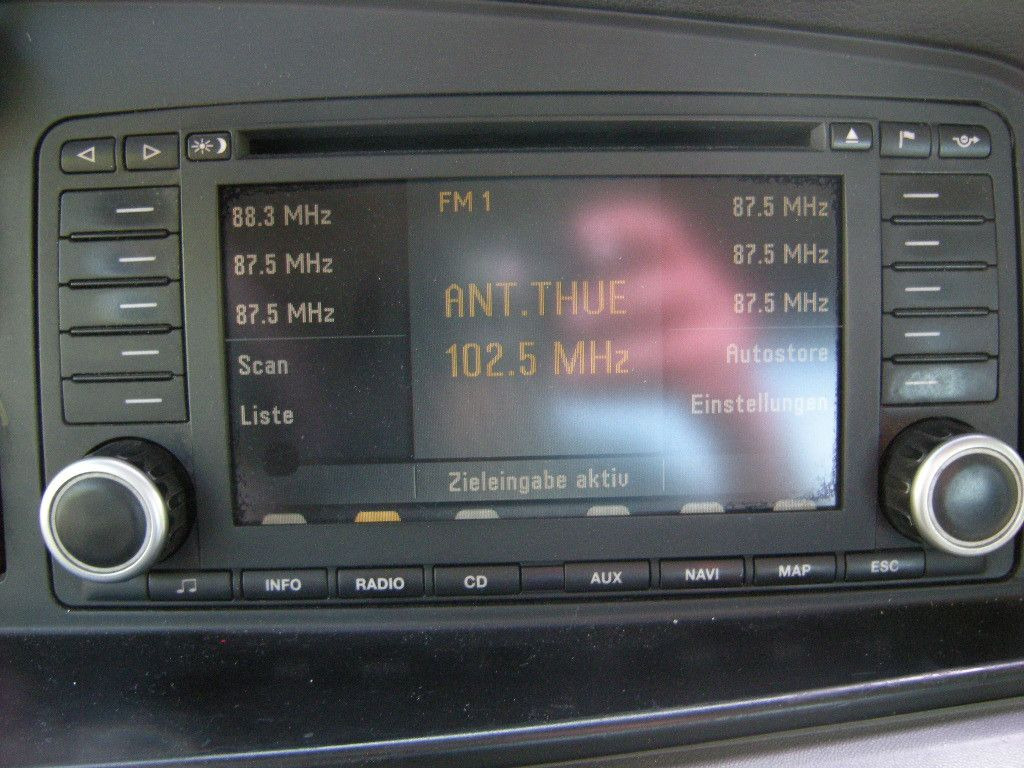 88.3 MHz
FM 1
87.5 MHz
87.5 MHz
87.5 MHz
87.5 MHz
ANT.THUE
87.5 MHz
102.5 MHz
Scan
Autostore
Liste
Einstellungen
Zieleingabe aktiv
INFO
RADIO
CD
AUX
NAVI
MAP
ESC